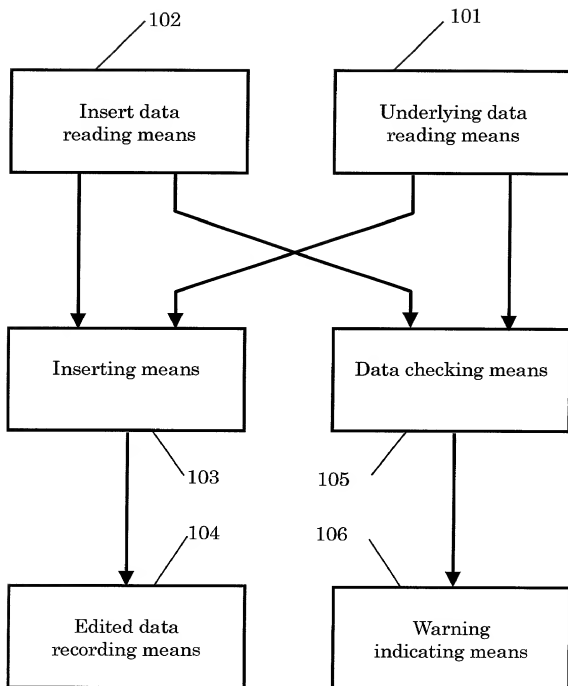 102
101
Insert data
reading means
Underlying data
reading means
Inserting means
Data checking means
103
105
104
106
Edited data
recording means
Warning
indicating means